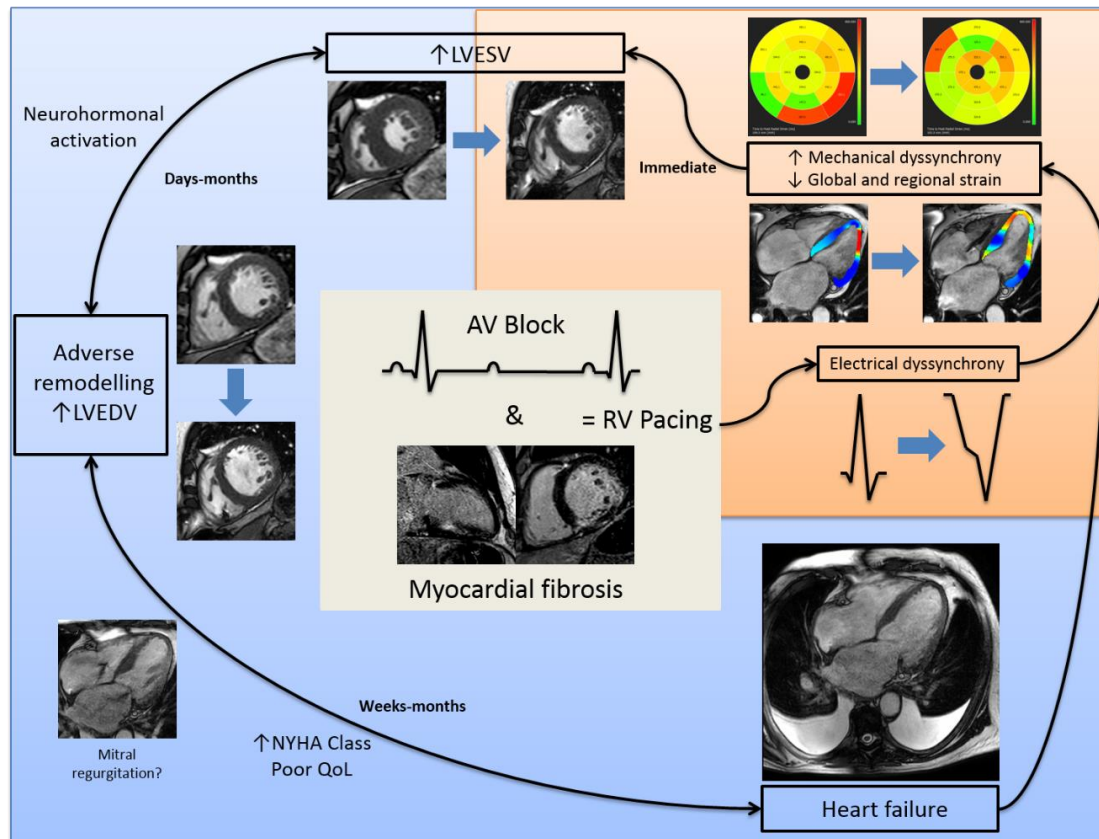 ↑LVESV
Neurohormonal
activation
Days-months
Immediate
↑ Mechanical dyssynchrony
↓ Global and regional strain
Adverse
remodelling
↑LVEDV
AV Block
&
= RV Pacing
Myocardial fibrosis
Electrical dyssynchrony
Mitral
regurgitation?
Weeks-months
↑NYHA Class
Poor QoL
Heart failure